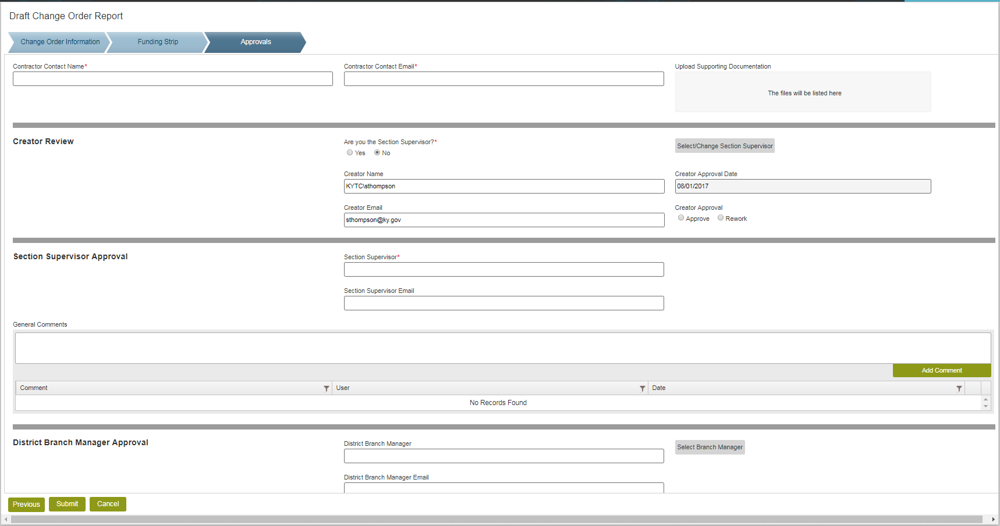 Draft Change Order Report
Change Order Information
Funding Strip
Approvals
Contractor Contact Name*
Contractor Contact Email*
Upload Supporting Documentation
The files will be listed here
Creator Review
Are you the Section Supervisor?*
Yes
No
Select/Change Section Supervisor
Creator Name
KYTC\sthompson
Creator Approval Date
08/01/2017
Creator Email
sthompson@ky.gov
Creator Approval
Approve
Rework
Section Supervisor Approval
Section Supervisor*
Section Supervisor Email
General Comments
Add Comment
Comment
User
Date
No Records Found
District Branch Manager Approval
District Branch Manager
Select Branch Manager
District Branch Manager Email
Previous
Submit
Cancel